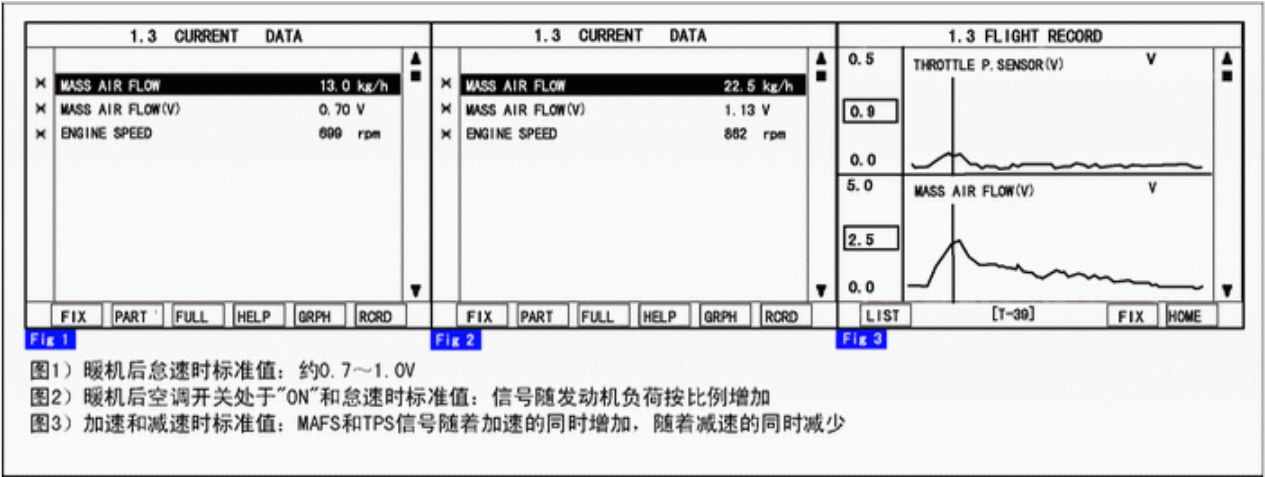 1.3 CURRENT DATA
MASS AIR FLOW 13.0 kg/h
MASS AIR FLOW(V) 0.70 V
ENGINE SPEED 699 rpm
FIX PART FULL HELP GRPH RCRD
Fig 1
1.3 CURRENT DATA
MASS AIR FLOW 22.5 kg/h
MASS AIR FLOW(V) 1.13 V
ENGINE SPEED 862 rpm
FIX PART FULL HELP GRPH RCRD
Fig 2
1.3 FLIGHT RECORD
0.5 THROTTLE P.SENSOR(V) V
0.9
0.0
5.0 MASS AIR FLOW(V) V
2.5
0.0
LIST [T-39] FIX HOME
Fig 3
图1）暖机后怠速时标准值：约0.7～1.0V
图2）暖机后空调开关处于"ON"和怠速时标准值：信号随发动机负荷按比例增加
图3）加速和减速时标准值：MAFS和TPS信号随着加速的同时增加，随着减速的同时减少